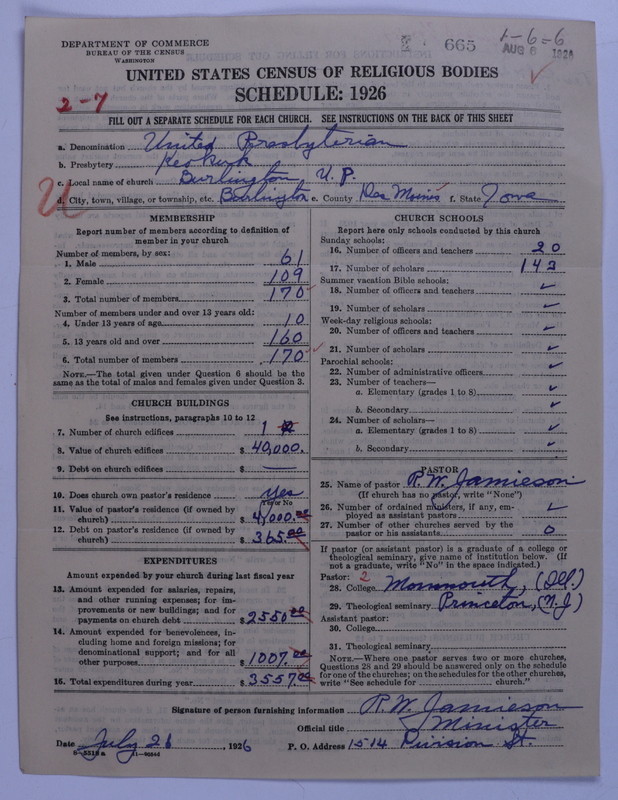 DEPARTMENT OF COMMERCE
BUREAU OF THE CENSUS
WASHINGTON
665
1-6-6
AUG 6 1926
UNITED STATES CENSUS OF RELIGIOUS BODIES
SCHEDULE: 1926
2-7
FILL OUT A SEPARATE SCHEDULE FOR EACH CHURCH. SEE INSTRUCTIONS ON THE BACK OF THIS SHEET
a. Denomination United Presbyterian
b. Presbytery Keokuk
c. Local name of church Burlington U. P.
d. City, town, village, or township, etc. Burlington e. County Des Moines f. State Iowa
MEMBERSHIP
Report number of members according to definition of
member in your church
Number of members, by sex:
1. Male 61
2. Female 109
3. Total number of members 170
Number of members under and over 13 years old:
4. Under 13 years of age 10
5. 13 years old and over 160
6. Total number of members 170
NOTE.—The total given under Question 6 should be the
same as the total of males and females given under Question 3.
CHURCH BUILDINGS
See instructions, paragraphs 10 to 12
7. Number of church edifices 1
8. Value of church edifices $40,000.
9. Debt on church edifices $ —
10. Does church own pastor's residence Yes
Yes or No
11. Value of pastor's residence (if owned by
church) $4,000.00
12. Debt on pastor's residence (if owned by
church) $365.00
EXPENDITURES
Amount expended by your church during last fiscal year
13. Amount expended for salaries, repairs,
and other running expenses; for im-
provements or new buildings; and for
payments on church debt $2550.00
14. Amount expended for benevolences, in-
cluding home and foreign missions; for
denominational support; and for all
other purposes $1007.00
15. Total expenditures during year $3557.00
CHURCH SCHOOLS
Report here only schools conducted by this church
Sunday schools:
16. Number of officers and teachers 20
17. Number of scholars 143
Summer vacation Bible schools:
18. Number of officers and teachers ✓
19. Number of scholars ✓
Week-day religious schools:
20. Number of officers and teachers ✓
21. Number of scholars ✓
Parochial schools:
22. Number of administrative officers ✓
23. Number of teachers—
a. Elementary (grades 1 to 8) ✓
b. Secondary ✓
24. Number of scholars—
a. Elementary (grades 1 to 8) ✓
b. Secondary ✓
PASTOR
25. Name of pastor R. W. Jamieson
(If church has no pastor, write "None")
26. Number of ordained ministers, if any, em-
ployed as assistant pastors ✓
27. Number of other churches served by the
pastor or his assistants 0
If pastor (or assistant pastor) is a graduate of a college or
theological seminary, give name of institution below. (If
not a graduate, write "No" in the space indicated.)
Pastor: 2
28. College Monmouth, (Ill.)
29. Theological seminary Princeton, (N.J)
Assistant pastor:
30. College
31. Theological seminary
NOTE.—Where one pastor serves two or more churches,
Questions 28 and 29 should be answered only on the schedule
for one of the churches; on the schedules for the other churches,
write "See schedule for ______ church."
Signature of person furnishing information R. W. Jamieson
Official title Minister
Date July 26, 1926 P. O. Address 1514 Division St.